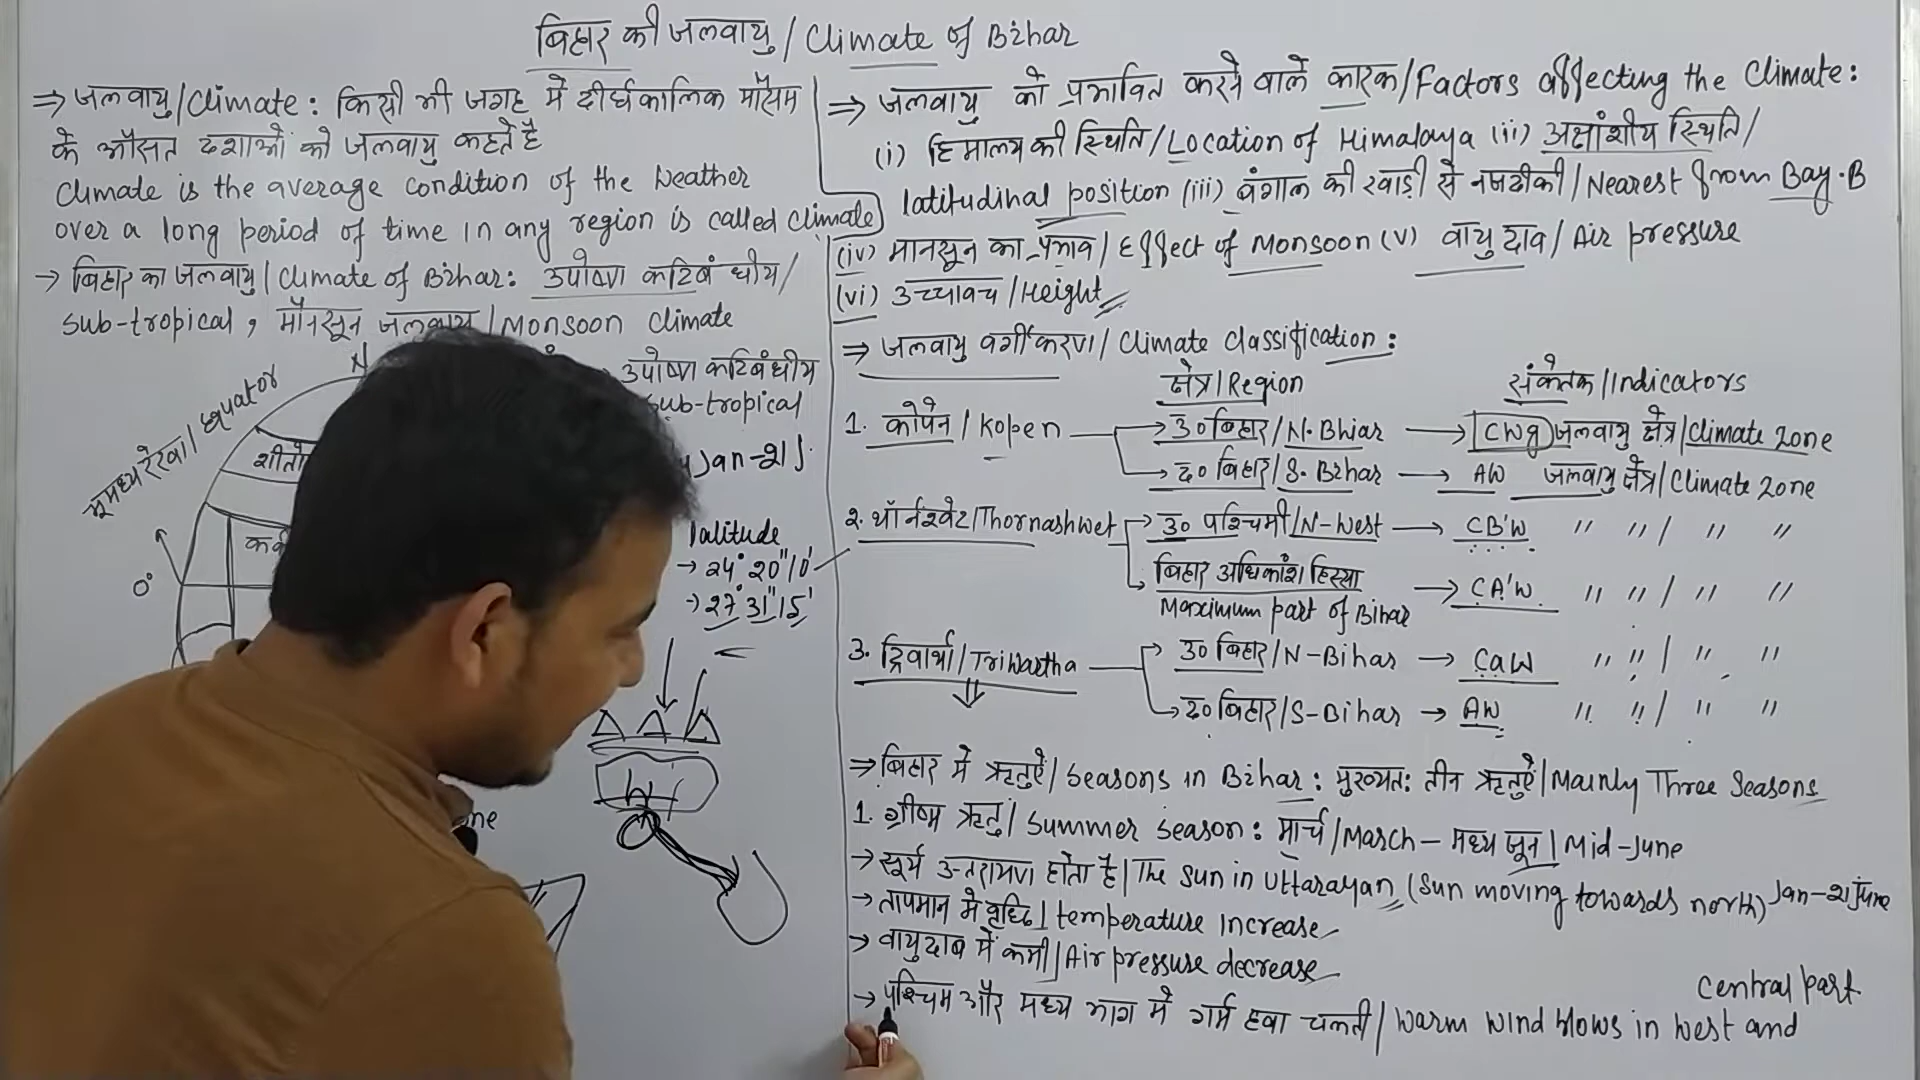 बिहार की जलवायु/Climate of Bihar
⇒ जलवायु/Climate: किसी भी जगह में दीर्घकालिक मौसम
के औसत दशाओं को जलवायु कहते है
Climate is the average condition of the Weather
over a long period of time in any region is called Climate
→ बिहार का जलवायु/Climate of Bihar: उपोष्ण कटिबंधीय/
Sub-tropical, मॉनसून जलवायु/Monsoon Climate
N
भूमध्य रेखा/Equator
0°
उपोष्ण कटिबंधीय
Sub-tropical
Jan-21J
latitude
→ 24° 20" 10'
→ 27° 31" 15'
⇒ जलवायु को प्रभावित करने वाले कारक/Factors affecting the Climate:
(i) हिमालय की स्थिति/Location of Himalaya (ii) अक्षांशीय स्थिति/
latitudinal position (iii) बंगाल की खाड़ी से नजदीकी/Nearest from Bay.B
(iv) मानसून का प्रभाव/Effect of Monsoon (v) वायु दाव/Air pressure
(vi) उच्चावच/Height
⇒ जलवायु वर्गीकरण/Climate Classification:
क्षेत्र/Region संकेतक/Indicators
1. कोपेन/Kopen → उ० बिहार/N.Bhiar → CWg जलवायु क्षेत्र/Climate Zone
→ द० बिहार/S.Bihar → AW जलवायु क्षेत्र/Climate Zone
2. थॉर्नश्वेट/Thornashwet → उ० पश्चिमी/N-West → CB'W " "/ " "
बिहार अधिकांश हिस्सा
→ CA'W " "/ " "
Maximum part of Bihar
3. ट्रिवार्था/Triwartha → उ० बिहार/N-Bihar → CaW " "/ " "
→ द० बिहार/S-Bihar → AW " "/ " "
⇒ बिहार में ऋतुऐं/Seasons in Bihar: मुख्यतः तीन ऋतुऐं/Mainly Three Seasons
1. ग्रीष्म ऋतु/Summer Season: मार्च/March – मध्य जून/Mid-June
→ सूर्य उत्तरायण होता है/The Sun in Uttarayan (Sun moving towards north) Jan-21 June
→ तापमान में वृद्धि/temperature increase
→ वायुदाब में कमी/Air pressure decrease
→ पश्चिम और मध्य भाग में गर्म हवा चलती/Warm wind blows in West and
Central part